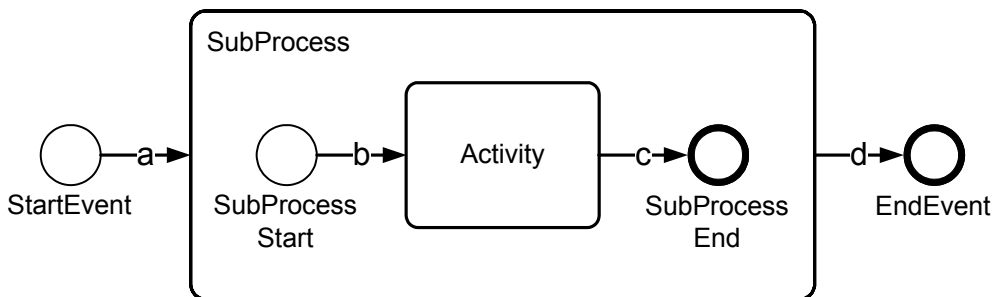 SubProcess
a
b
Activity
c
d
StartEvent
SubProcess
Start
SubProcess
End
EndEvent